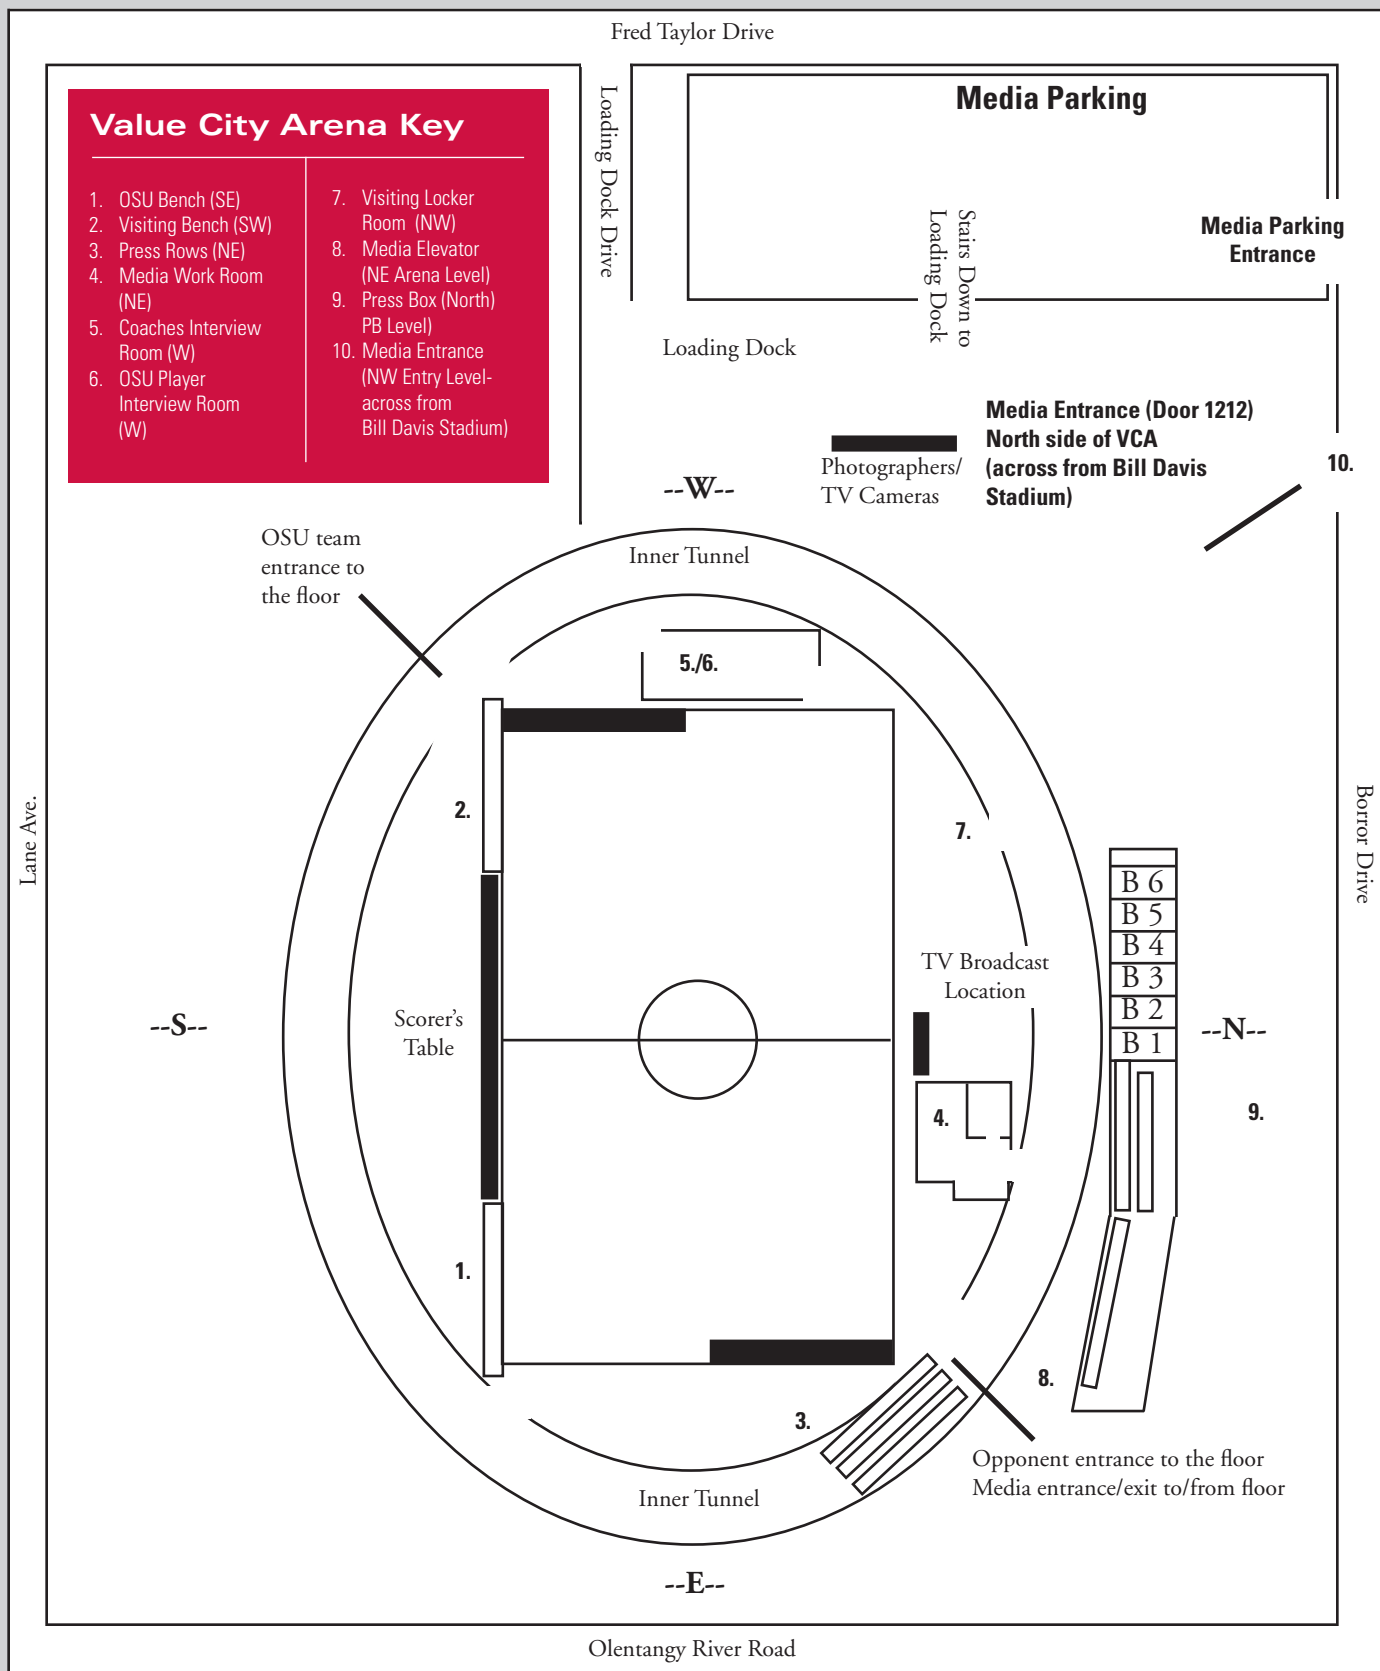 Fred Taylor Drive
Value City Arena Key
1. OSU Bench (SE)
2. Visiting Bench (SW)
3. Press Rows (NE)
4. Media Work Room
(NE)
5. Coaches Interview
Room (W)
6. OSU Player
Interview Room
(W)
7. Visiting Locker
Room (NW)
8. Media Elevator
(NE Arena Level)
9. Press Box (North)
PB Level)
10. Media Entrance
(NW Entry Level-
across from
Bill Davis Stadium)
Loading Dock Drive
Media Parking
Stairs Down to
Loading Dock
Media Parking
Entrance
Loading Dock
Media Entrance (Door 1212)
North side of VCA
(across from Bill Davis
Stadium)
10.
Photographers/
TV Cameras
--W--
OSU team
entrance to
the floor
Inner Tunnel
5./6.
2.
7.
Lane Ave.
Borror Drive
B 6
B 5
B 4
B 3
B 2
B 1
TV Broadcast
Location
--S--
Scorer's
Table
--N--
4.
9.
1.
8.
3.
Opponent entrance to the floor
Media entrance/exit to/from floor
Inner Tunnel
--E--
Olentangy River Road